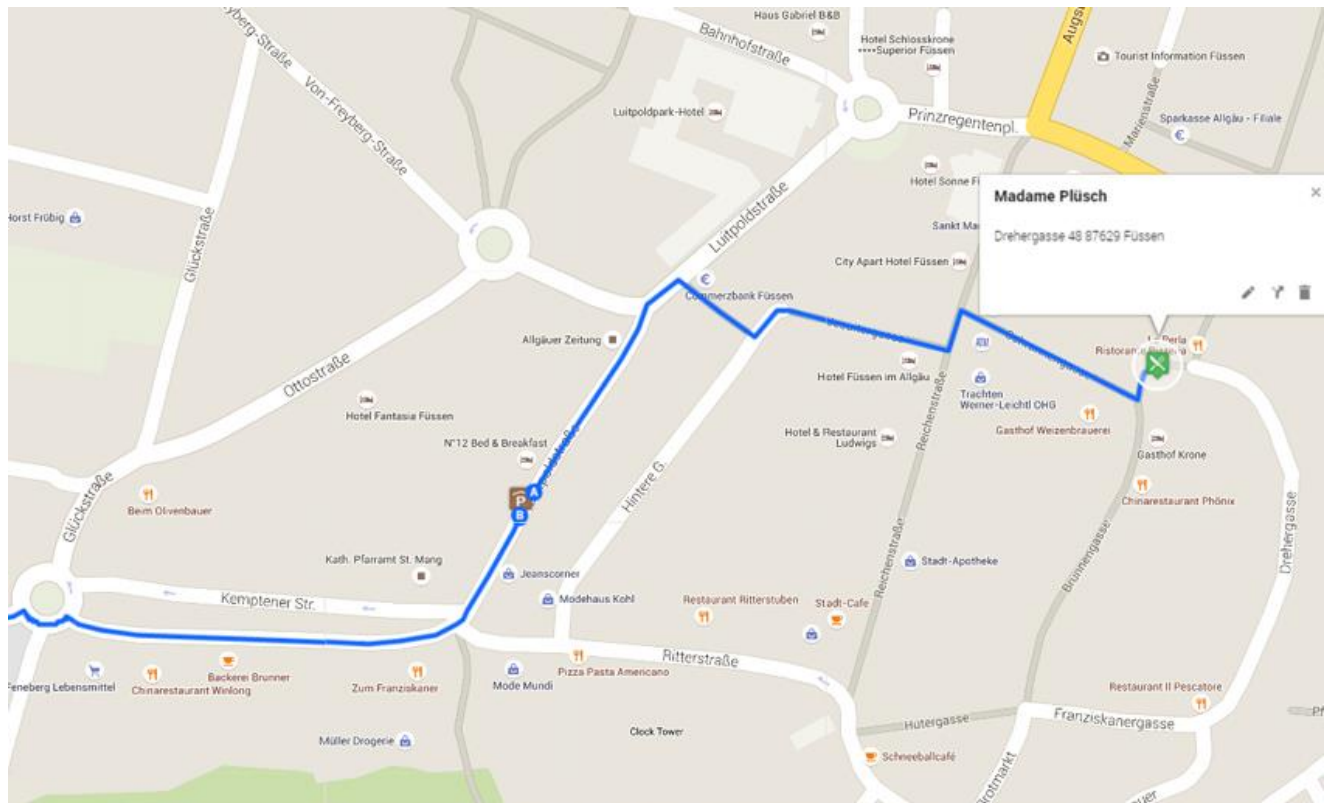 Haus Gabriel B&B
Bahnhofstraße
Hotel Schlosskrone
****Superior Füssen
Tourist Information Füssen
Von-Freyberg-Straße
Luitpoldpark-Hotel
Prinzregentenpl.
Marienstraße
Sparkasse Allgäu - Filiale
Hotel Sonne
Madame Plüsch
Drehergasse 48 87629 Füssen
Horst Frübig
Glückstraße
Luitpoldstraße
City Apart Hotel Füssen
Commerzbank Füssen
Allgäuer Zeitung
Hotel Füssen im Allgäu
Reichenstraße
Trachten
Werner-Leichtl OHG
Ottostraße
Hotel Fantasia Füssen
N°12 Bed & Breakfast
Hotel & Restaurant
Ludwigs
Gasthof Weizenbrauerei
Gasthof Krone
Chinarestaurant Phönix
Hintere G.
A
P
B
Beim Olivenbauer
Glückstraße
Kath. Pfarramt St. Mang
Jeanscorner
Modehaus Kohl
Stadt-Apotheke
Reichenstraße
Brunnengasse
Drehergasse
Kemptener Str.
Restaurant Ritterstuben
Stadt-Cafe
Ritterstraße
Feneberg Lebensmittel
Chinarestaurant Winlong
Backerei Brunner
Zum Franziskaner
Mode Mundi
Pizza Pasta Americano
Restaurant Il Pescatore
Müller Drogerie
Clock Tower
Hutergasse
Franziskanergasse
Schneeballcafé
Brotmarkt